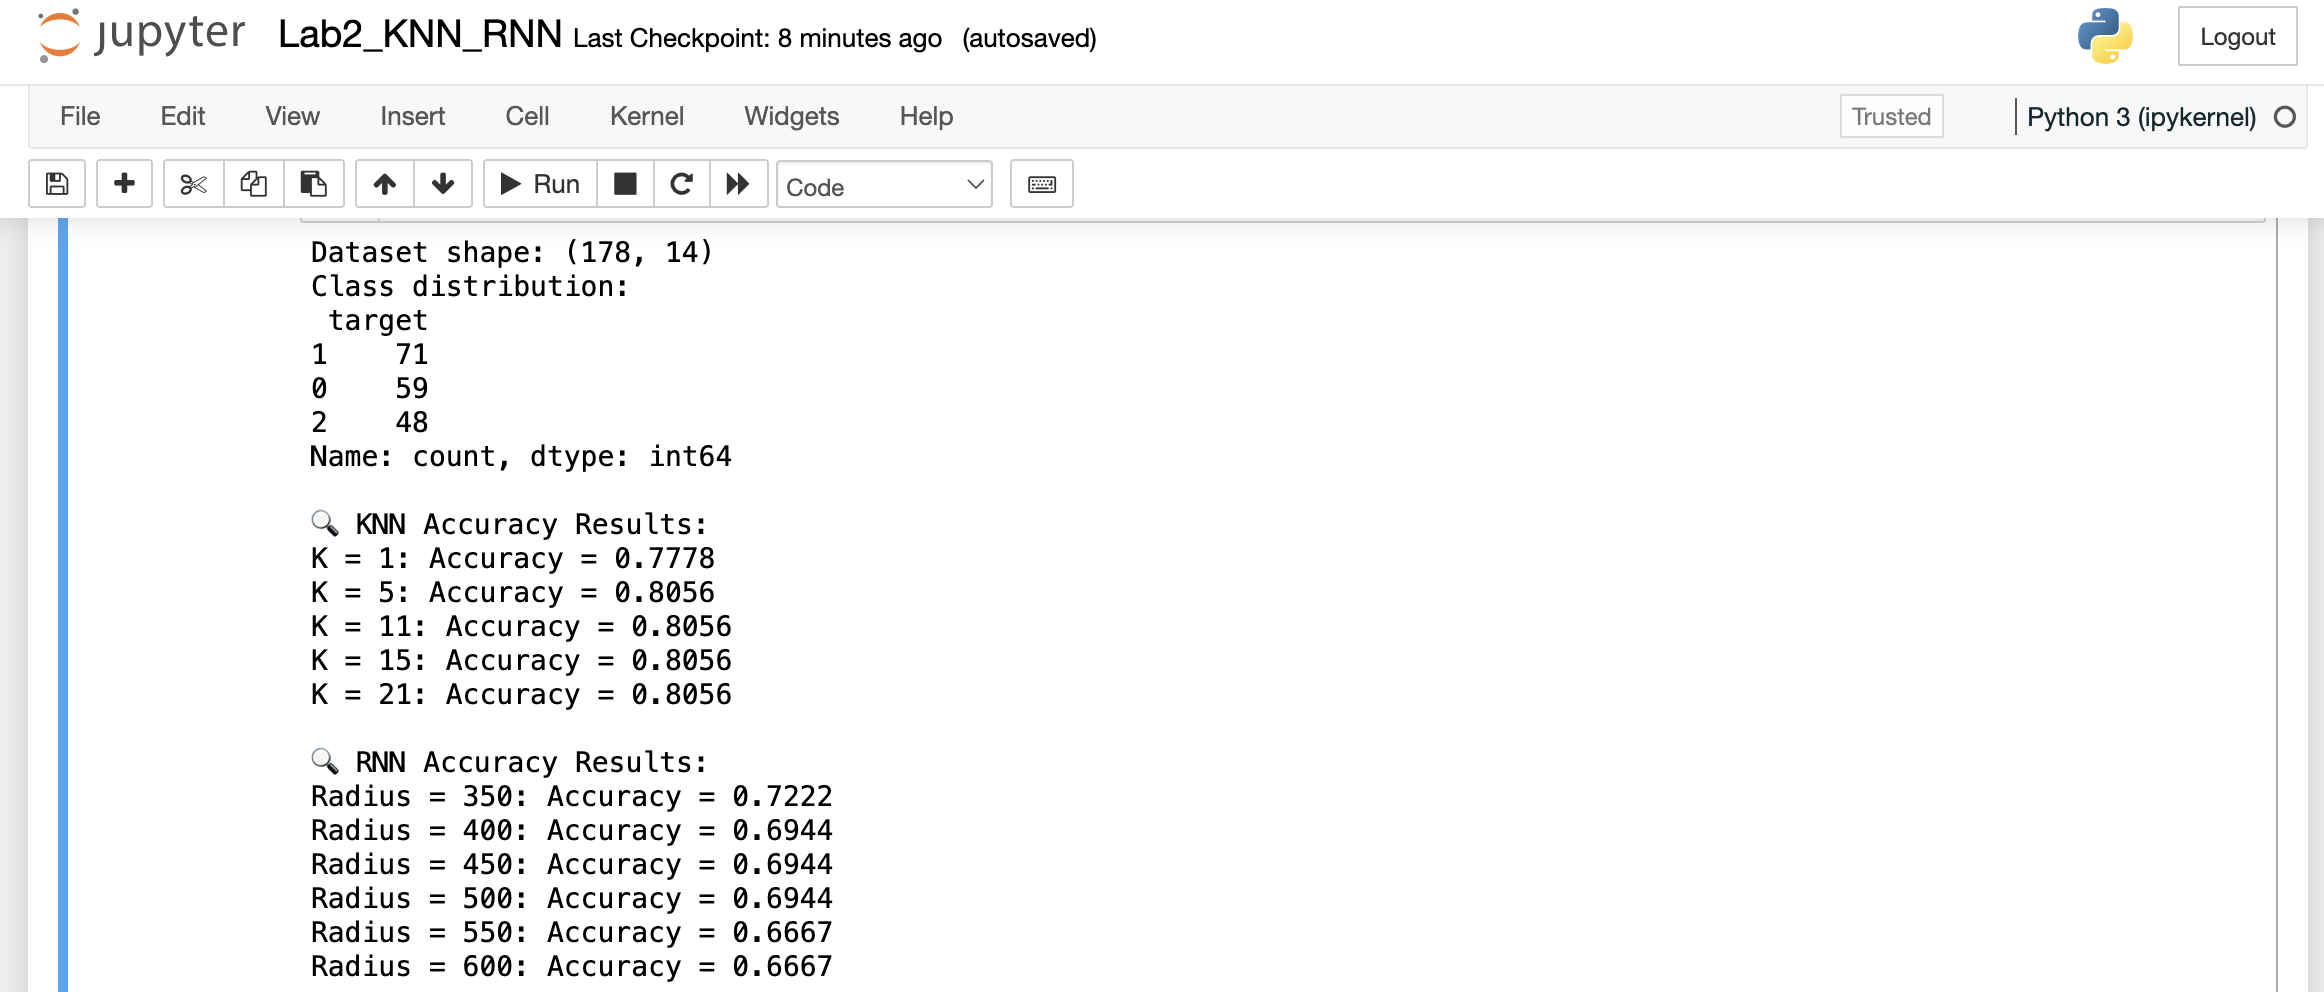 jupyter Lab2_KNN_RNN Last Checkpoint: 8 minutes ago (autosaved)
Logout
File Edit View Insert Cell Kernel Widgets Help
Trusted
Python 3 (ipykernel)
Run
Code
Dataset shape: (178, 14)
Class distribution:
target
1 71
0 59
2 48
Name: count, dtype: int64
🔍 KNN Accuracy Results:
K = 1: Accuracy = 0.7778
K = 5: Accuracy = 0.8056
K = 11: Accuracy = 0.8056
K = 15: Accuracy = 0.8056
K = 21: Accuracy = 0.8056
🔍 RNN Accuracy Results:
Radius = 350: Accuracy = 0.7222
Radius = 400: Accuracy = 0.6944
Radius = 450: Accuracy = 0.6944
Radius = 500: Accuracy = 0.6944
Radius = 550: Accuracy = 0.6667
Radius = 600: Accuracy = 0.6667